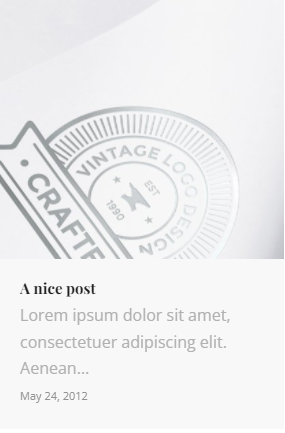 VINTAGE LOGO DESIGN
EST
1990
A nice post
Lorem ipsum dolor sit amet,
consectetuer adipiscing elit.
Aenean...
May 24, 2012